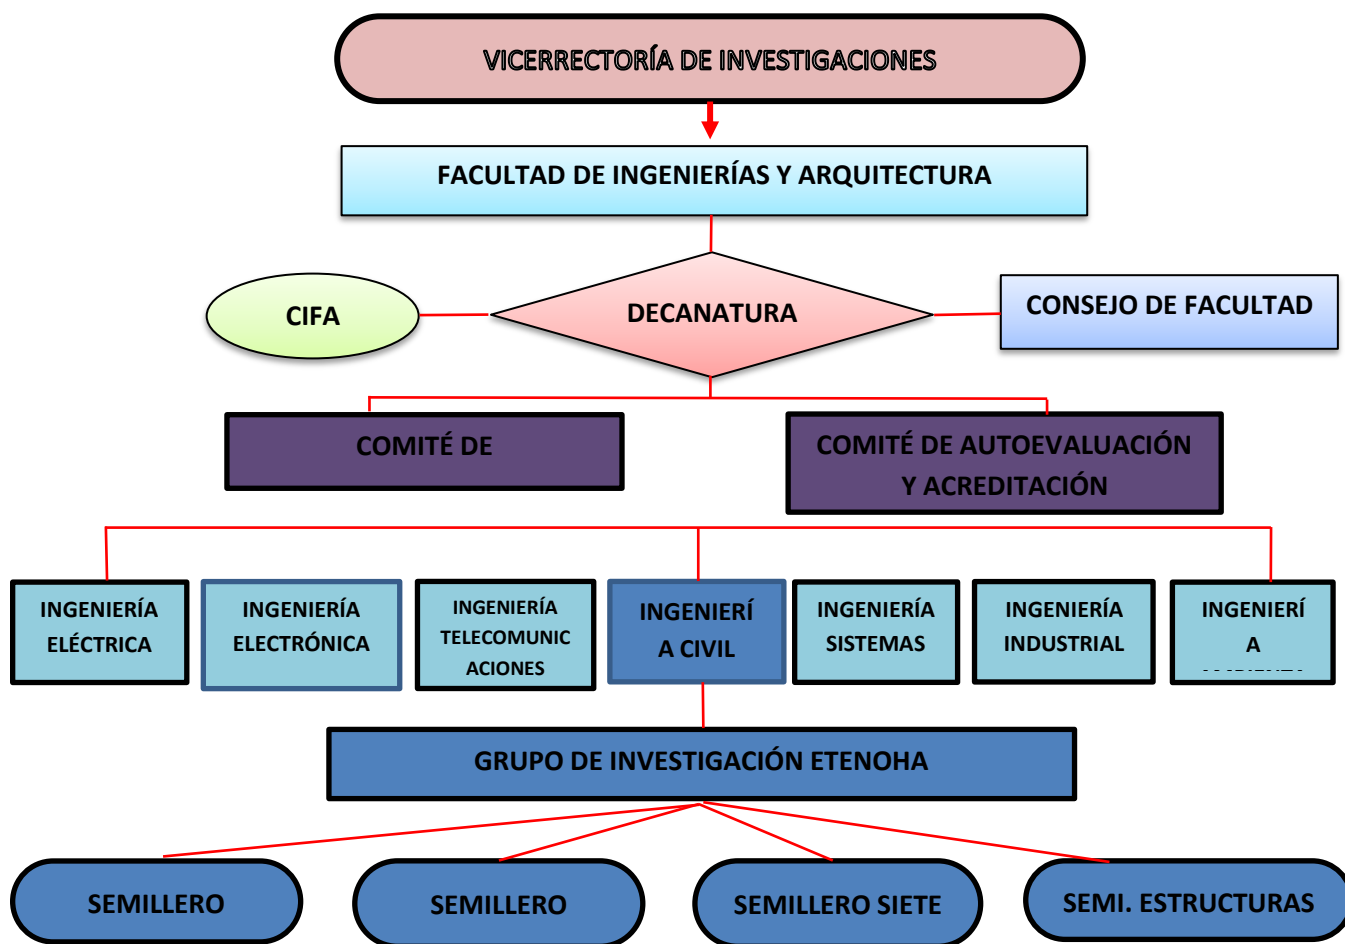 VICERRECTORÍA DE INVESTIGACIONES
FACULTAD DE INGENIERÍAS Y ARQUITECTURA
CIFA
DECANATURA
CONSEJO DE FACULTAD
COMITÉ DE
COMITÉ DE AUTOEVALUACIÓN
Y ACREDITACIÓN
INGENIERÍA
ELÉCTRICA
INGENIERÍA
ELECTRÓNICA
INGENIERÍA
TELECOMUNIC
ACIONES
INGENIERÍ
A CIVIL
INGENIERÍA
SISTEMAS
INGENIERÍA
INDUSTRIAL
INGENIERÍ
A
GRUPO DE INVESTIGACIÓN ETENOHA
SEMILLERO
SEMILLERO
SEMILLERO SIETE
SEMI. ESTRUCTURAS